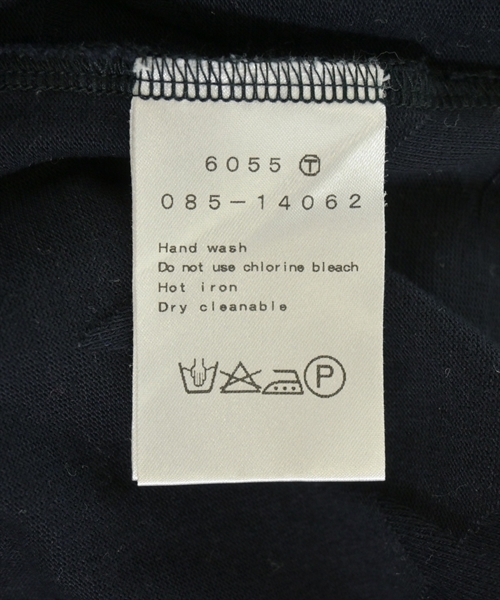 6055 Ⓣ
085-14062
Hand wash
Do not use chlorine bleach
Hot iron
Dry cleanable
P